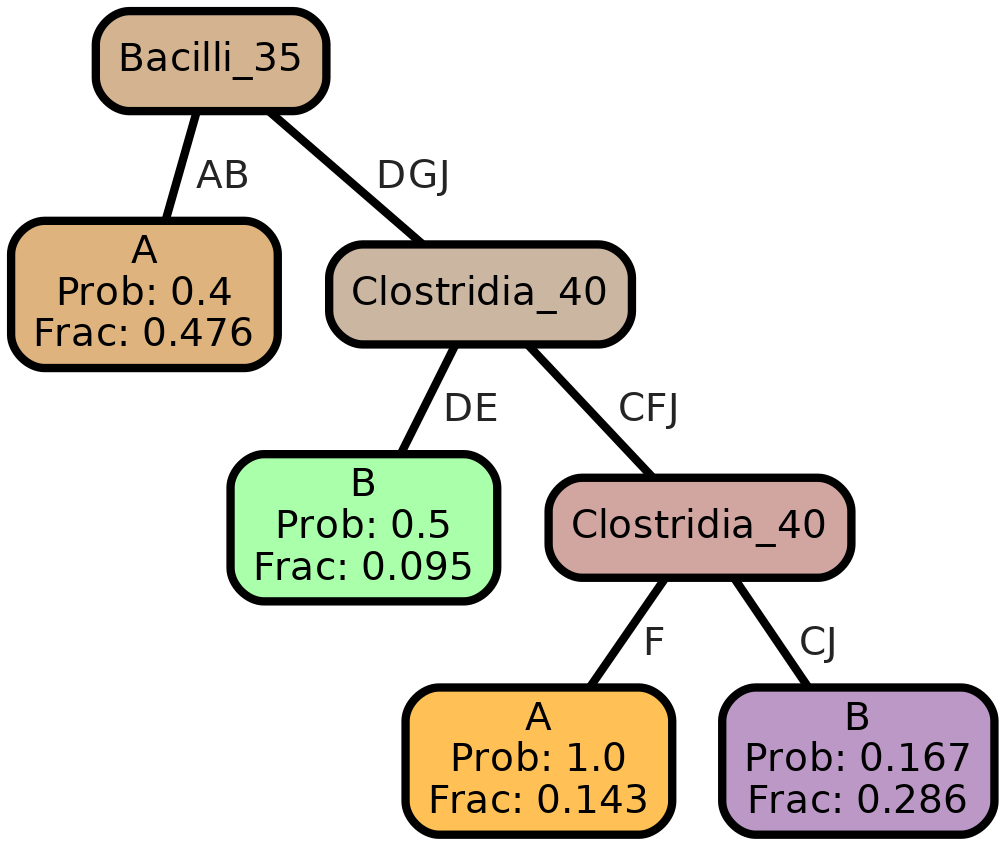 Bacilli_35
AB
DGJ
A
Prob: 0.4
Frac: 0.476
Clostridia_40
DE
CFJ
B
Prob: 0.5
Frac: 0.095
Clostridia_40
F
CJ
A
Prob: 1.0
Frac: 0.143
B
Prob: 0.167
Frac: 0.286